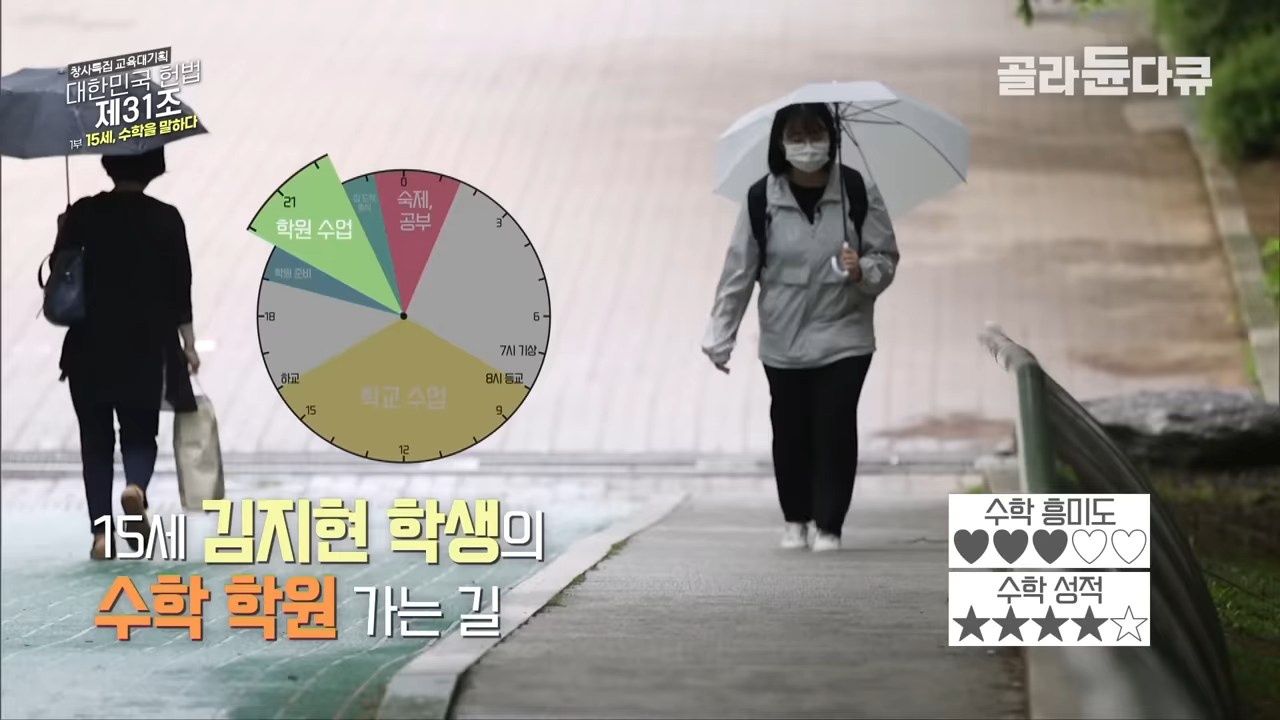 창사특집 교육대기획
대한민국 헌법
제31조
1부 15세, 수학을 말하다
골라듄다큐
0
숙제,
공부
21
학원 수업
3
학원 준비
18
6
7시 기상
하교
8시 등교
학교 수업
15
9
12
15세 김지현 학생의
수학 학원 가는 길
수학 흥미도
수학 성적